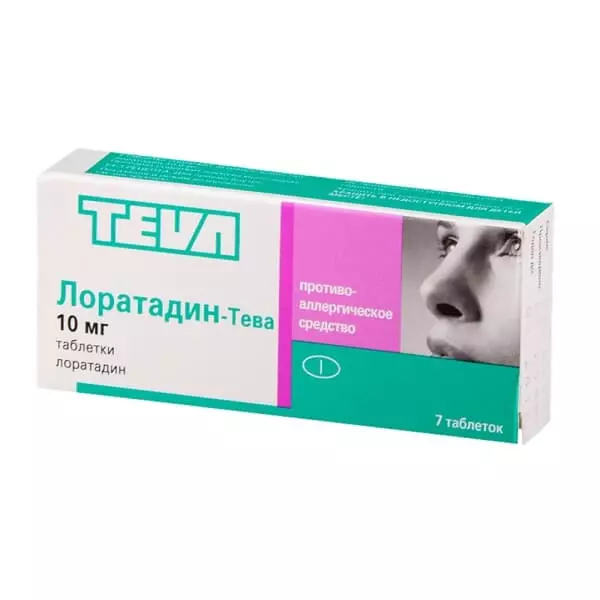 TEVA
Лоратадин-Тева
10 мг
таблетки
лоратадин
противо-
аллергическое
средство
7 таблеток